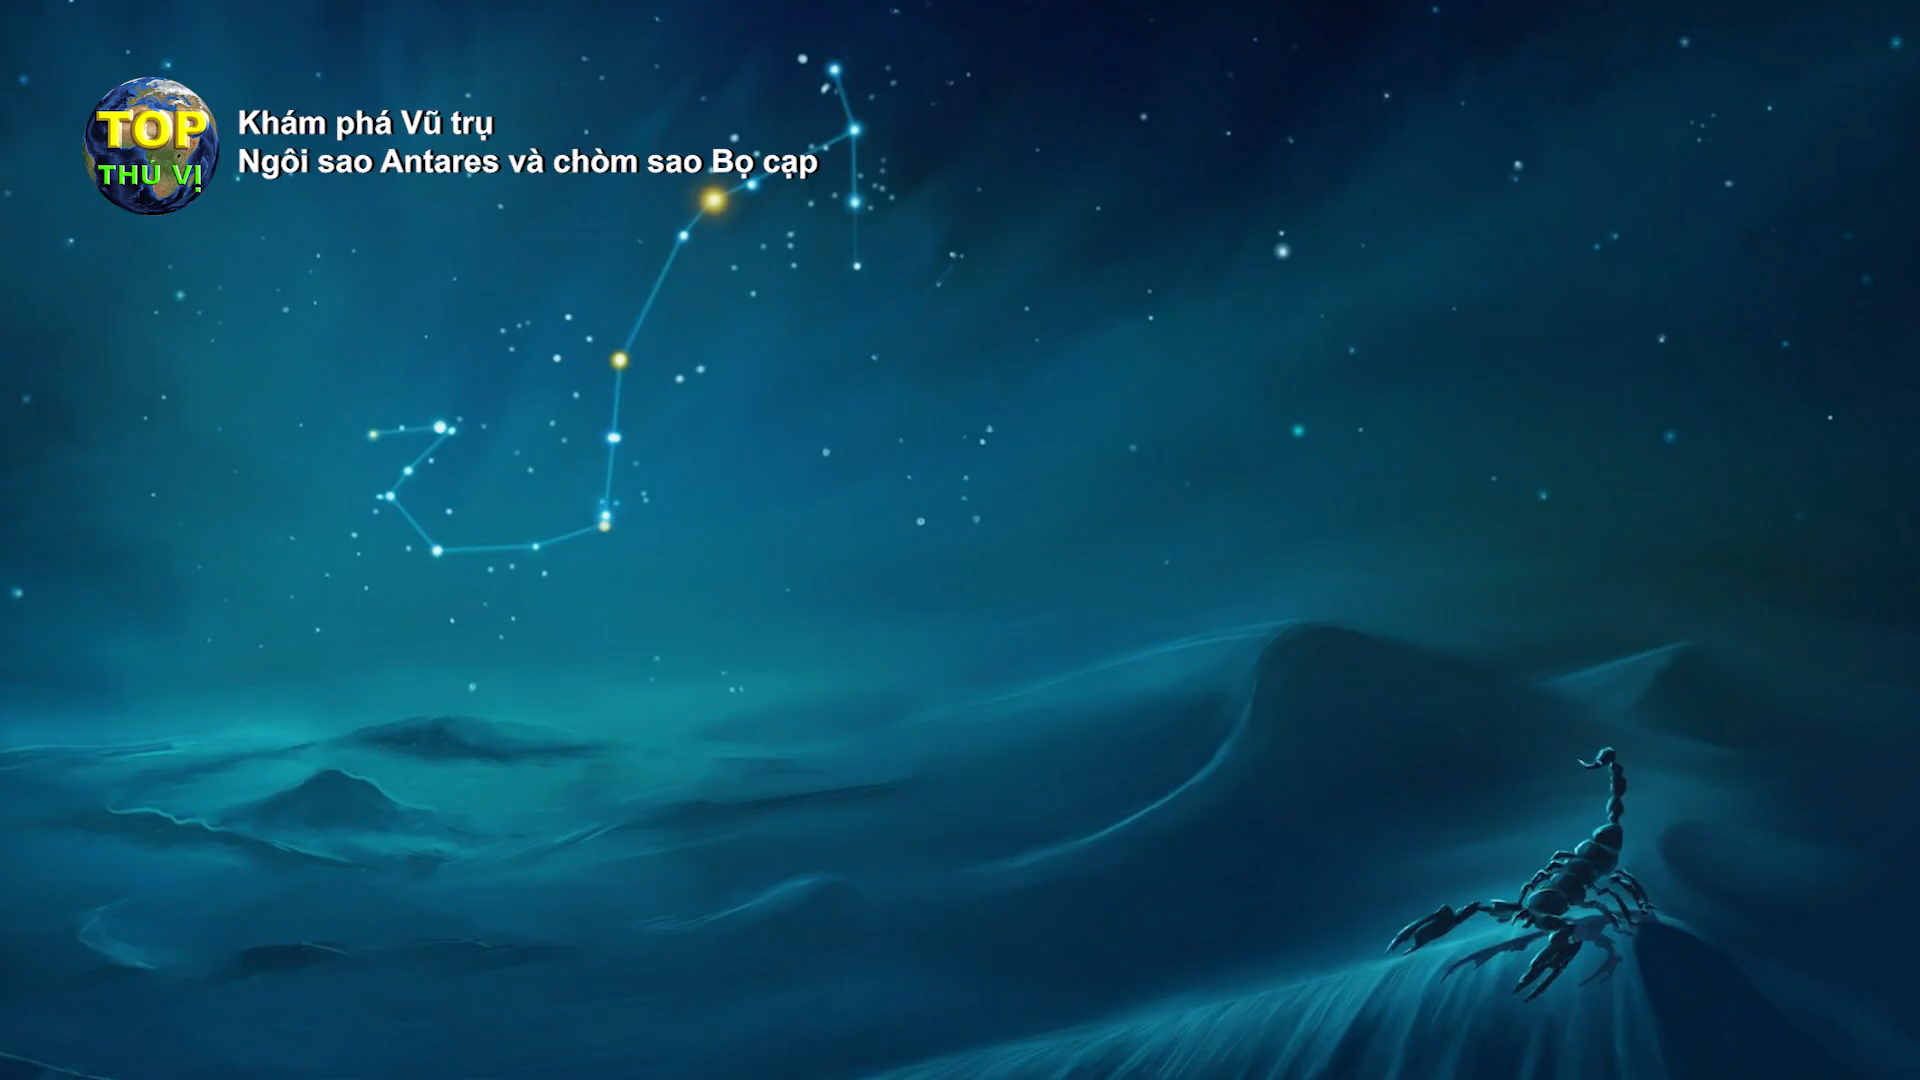 TOP
THÚ VỊ
Khám phá Vũ trụ
Ngôi sao Antares và chòm sao Bọ cạp